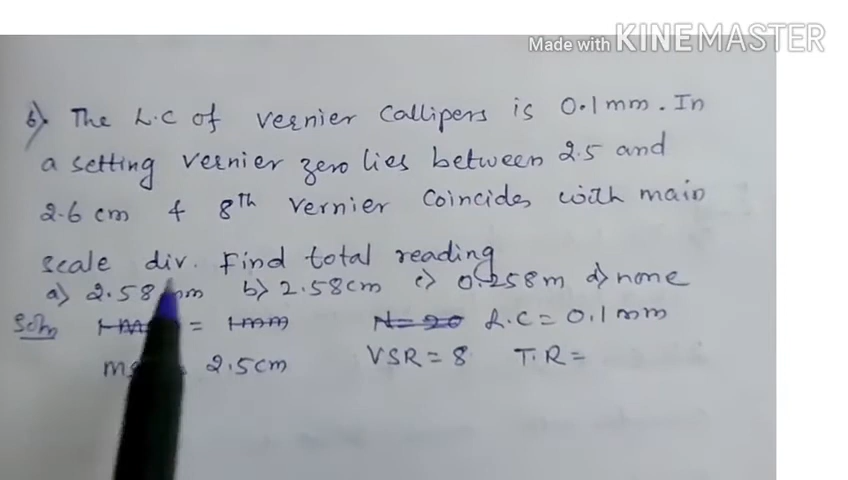 Made with KINEMASTER
6). The L.C of vernier callipers is 0.1mm. In
a setting vernier zero lies between 2.5 and
2.6 cm & 8TH vernier coincides with main
scale div. Find total reading
a) 2.58 mm b) 2.58cm c) 0.258m d) none
Soln = 1mm N=20 L.C = 0.1mm
2.5cm VSR = 8 T.R =